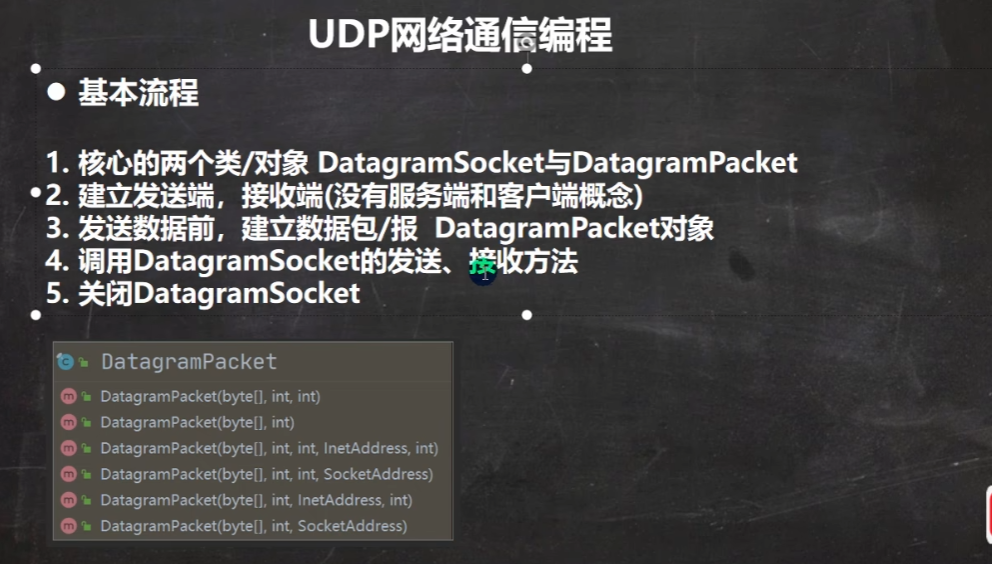 UDP网络通信编程
● 基本流程
1. 核心的两个类/对象 DatagramSocket与DatagramPacket
2. 建立发送端，接收端(没有服务端和客户端概念)
3. 发送数据前，建立数据包/报 DatagramPacket对象
4. 调用DatagramSocket的发送、接收方法
5. 关闭DatagramSocket
DatagramPacket
DatagramPacket(byte[], int, int)
DatagramPacket(byte[], int)
DatagramPacket(byte[], int, int, InetAddress, int)
DatagramPacket(byte[], int, int, SocketAddress)
DatagramPacket(byte[], int, InetAddress, int)
DatagramPacket(byte[], int, SocketAddress)